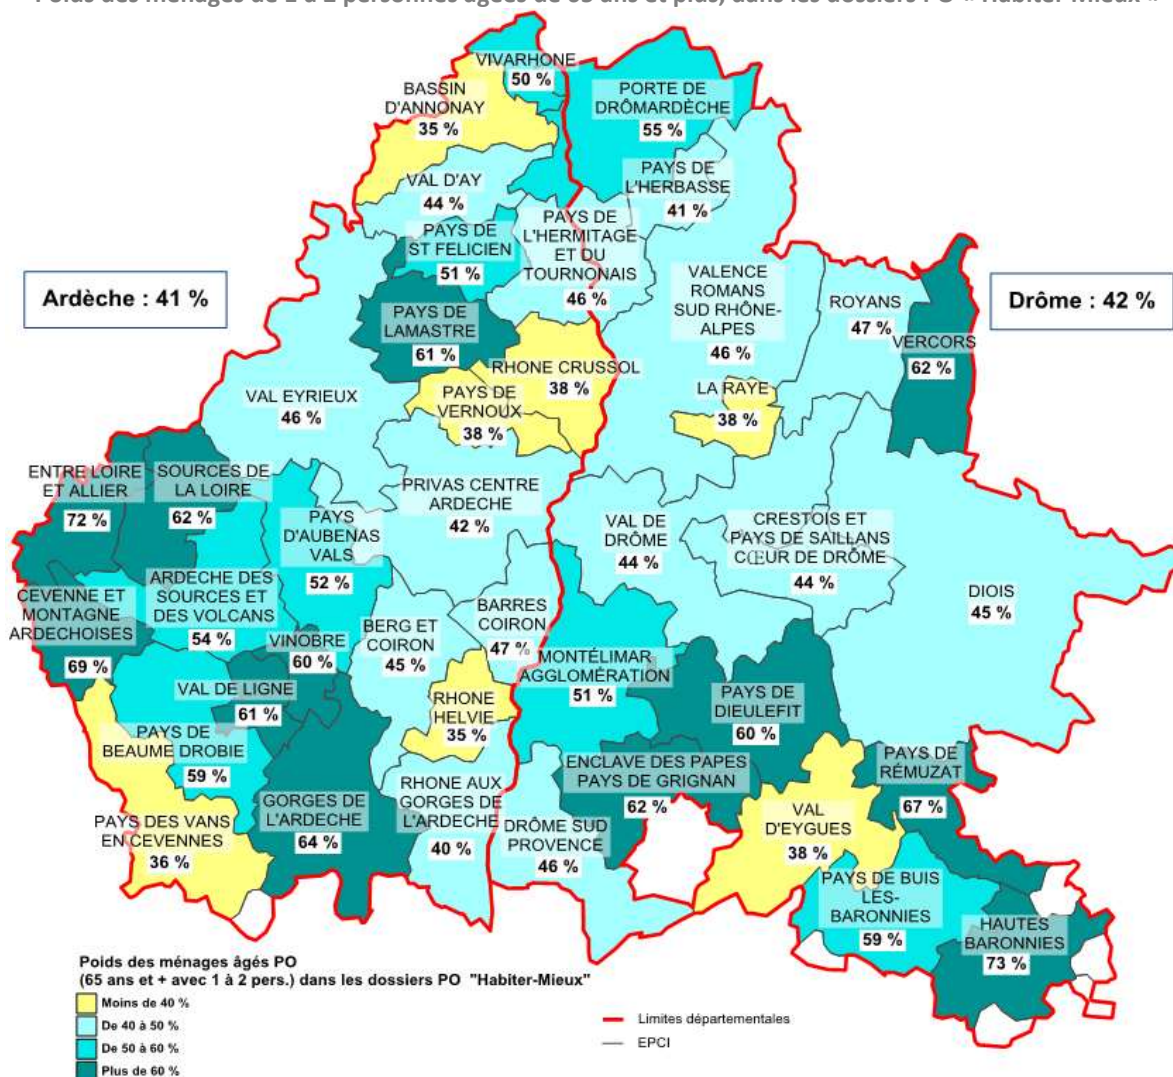 Poids des ménages de 1 à 2 personnes âgées de 65 ans et plus, dans les dossiers PO « Habiter Mieux »
VIVARHONE
50 %
BASSIN
D'ANNONAY
35 %
PORTE DE
DRÔMARDÈCHE
55 %
VAL D'AY
44 %
PAYS DE
L'HERBASSE
41 %
PAYS DE
ST FELICIEN
51 %
PAYS DE
L'HERMITAGE
ET DU
TOURNONAIS
46 %
Ardèche : 41 %
VALENCE
ROMANS
SUD RHÔNE-
ALPES
46 %
ROYANS
47 %
Drôme : 42 %
VERCORS
62 %
PAYS DE
LAMASTRE
61 %
RHONE CRUSSOL
38 %
LA RAYE
38 %
VAL EYRIEUX
46 %
PAYS DE
VERNOUX
38 %
ENTRE LOIRE
ET ALLIER
72 %
SOURCES DE
LA LOIRE
62 %
PRIVAS CENTRE
ARDECHE
42 %
PAYS
D'AUBENAS
VALS
52 %
VAL DE
DRÔME
44 %
CRESTOIS ET
PAYS DE SAILLANS
CŒUR DE DRÔME
44 %
DIOIS
45 %
CEVENNE ET
MONTAGNE
ARDECHOISES
69 %
ARDECHE DES
SOURCES ET
DES VOLCANS
54 %
VINOBRE
60 %
BERG ET
COIRON
45 %
BARRES
COIRON
47 %
MONTÉLIMAR
AGGLOMÉRATION
51 %
VAL DE LIGNE
61 %
RHONE
HELVIE
35 %
PAYS DE
DIEULEFIT
60 %
PAYS DE
BEAUME DROBIE
59 %
ENCLAVE DES PAPES
PAYS DE GRIGNAN
62 %
PAYS DE
RÉMUZAT
67 %
PAYS DES VANS
EN CEVENNES
36 %
GORGES DE
L'ARDECHE
64 %
RHONE AUX
GORGES DE
L'ARDECHE
40 %
DRÔME SUD
PROVENCE
46 %
VAL
D'EYGUES
38 %
PAYS DE BUIS
LES-
BARONNIES
59 %
HAUTES
BARONNIES
73 %
Poids des ménages âgés PO
(65 ans et + avec 1 à 2 pers.) dans les dossiers PO "Habiter-Mieux"
Moins de 40 %
De 40 à 50 %
De 50 à 60 %
Plus de 60 %
Limites départementales
EPCI